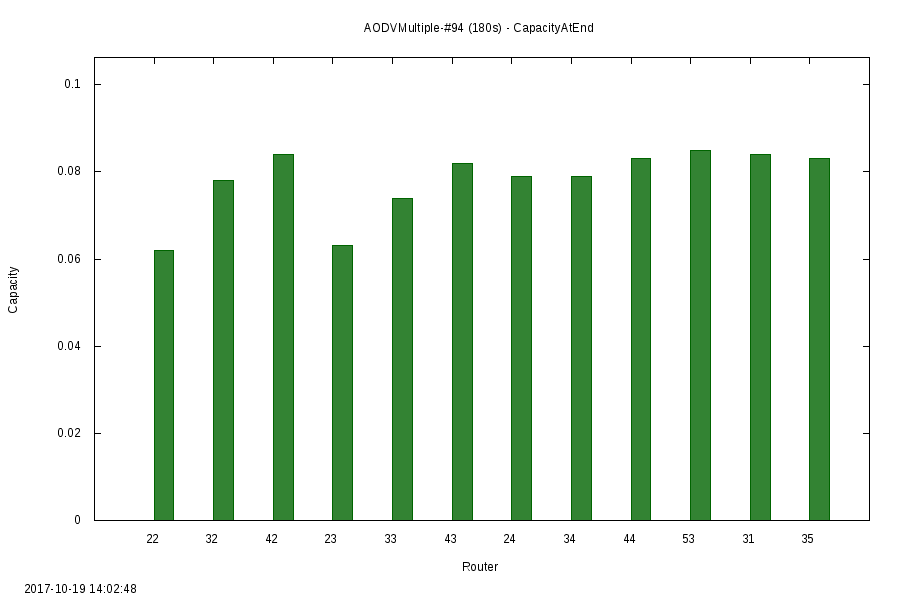 AODVMultiple-#94 (180s) - CapacityAtEnd
0.1
0.08
0.06
0.04
0.02
0
Capacity
22 32 42 23 33 43 24 34 44 53 31 35
Router
2017-10-19 14:02:48